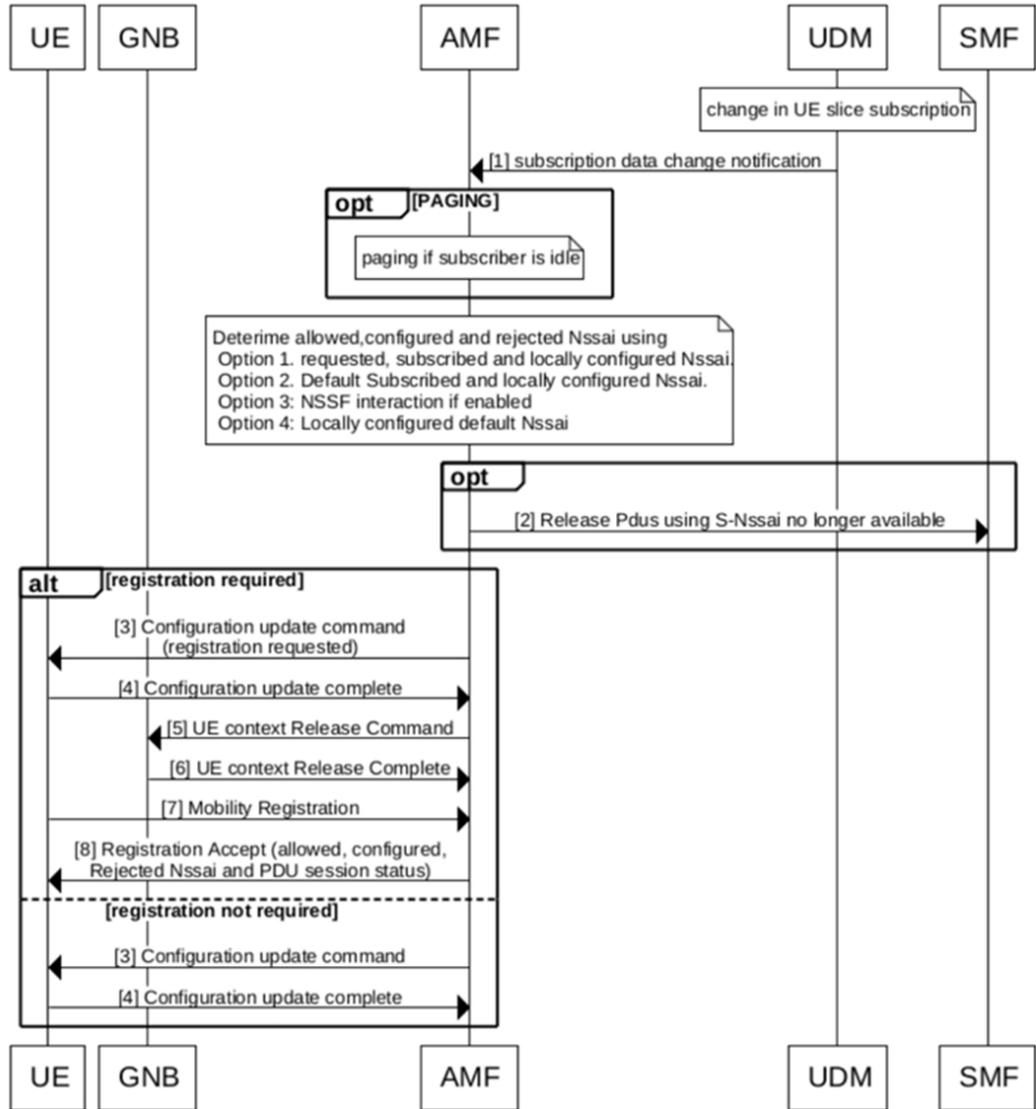 UE GNB AMF UDM SMF
change in UE slice subscription
[1] subscription data change notification
opt [PAGING]
paging if subscriber is idle
Deterime allowed,configured and rejected Nssai using
Option 1. requested, subscribed and locally configured Nssai.
Option 2. Default Subscribed and locally configured Nssai.
Option 3: NSSF interaction if enabled
Option 4: Locally configured default Nssai
opt
[2] Release Pdus using S-Nssai no longer available
alt [registration required]
[3] Configuration update command
(registration requested)
[4] Configuration update complete
[5] UE context Release Command
[6] UE context Release Complete
[7] Mobility Registration
[8] Registration Accept (allowed, configured,
Rejected Nssai and PDU session status)
[registration not required]
[3] Configuration update command
[4] Configuration update complete
UE GNB AMF UDM SMF